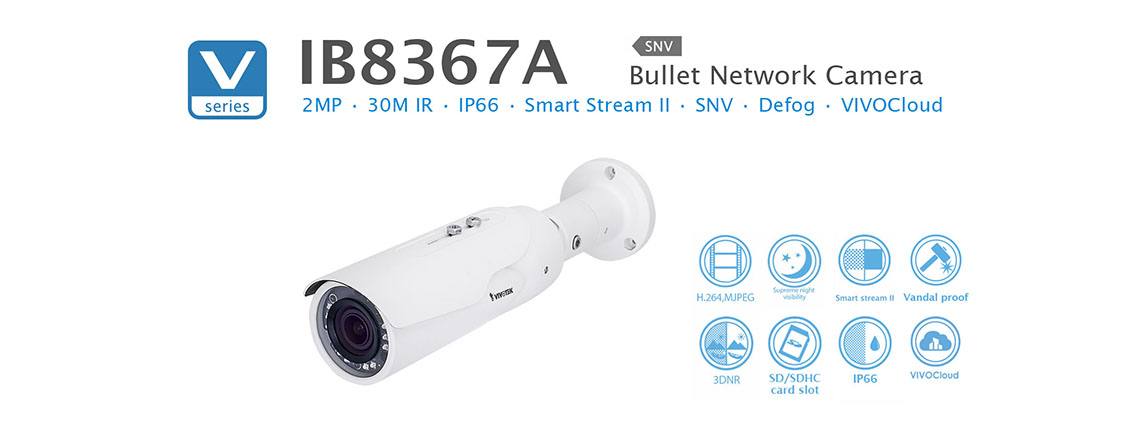 V
series
IB8367A
SNV
Bullet Network Camera
2MP · 30M IR · IP66 · Smart Stream II · SNV · Defog · VIVOCloud
VIVOTEK
H.264,MJPEG
Supreme night
visibility
Smart stream II
Vandal proof
3DNR
SD/SDHC
card slot
IP66
VIVOCloud